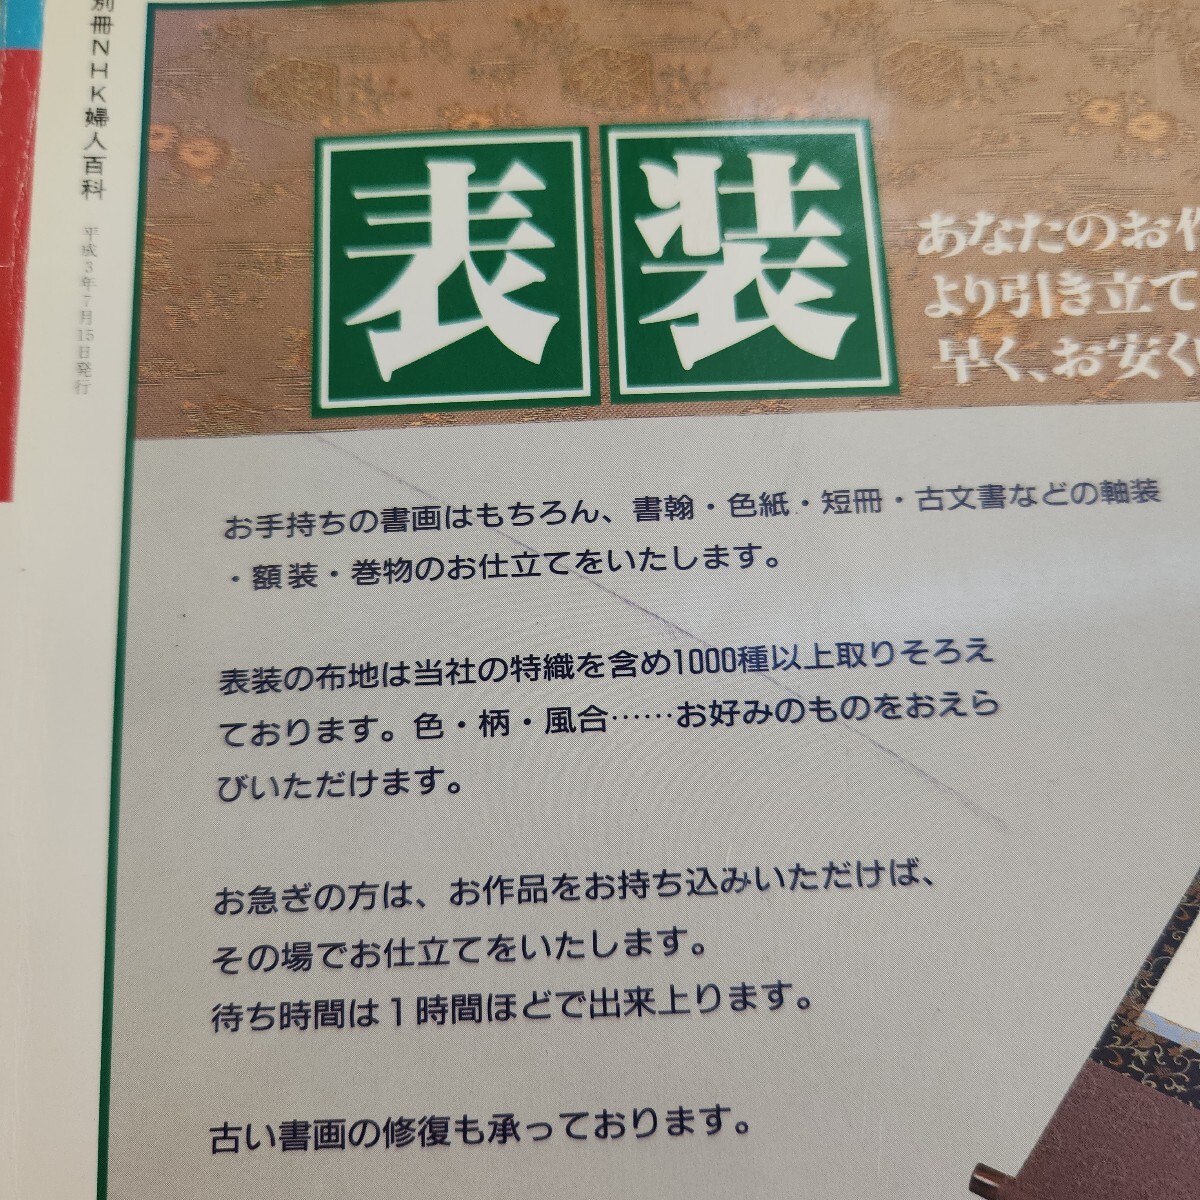 別冊NHK婦人百科
平成3年7月15日発行
表装
あなたのお作
より引き立て
早く、お安く
お手持ちの書画はもちろん、書翰・色紙・短冊・古文書などの軸装
・額装・巻物のお仕立てをいたします。
表装の布地は当社の特織を含め1000種以上取りそろえ
ております。色・柄・風合……お好みのものをおえら
びいただけます。
お急ぎの方は、お作品をお持ち込みいただけば、
その場でお仕立てをいたします。
待ち時間は1時間ほどで出来上ります。
古い書画の修復も承っております。